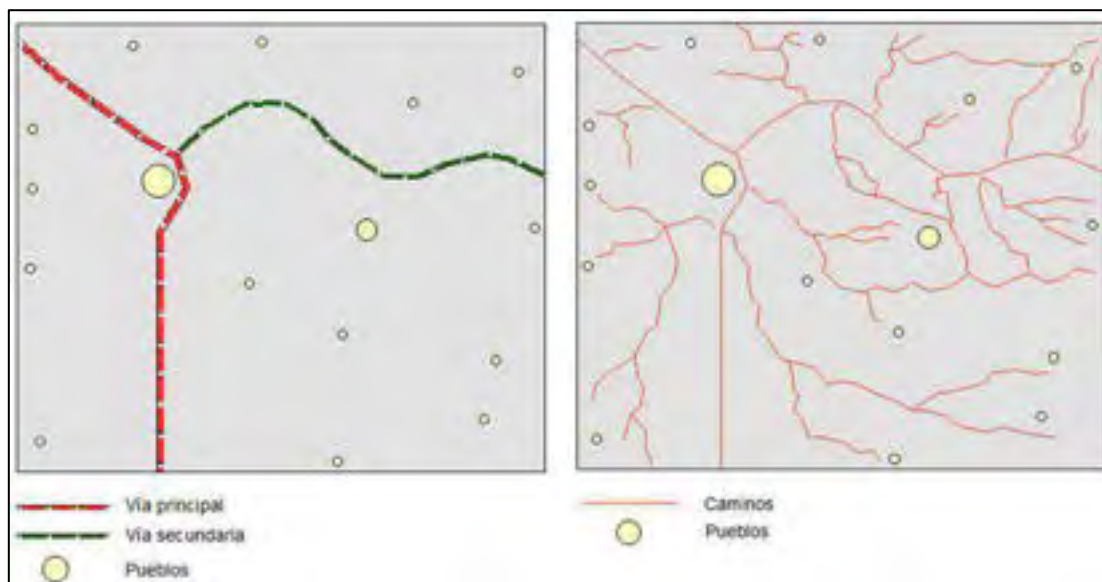 Vía principal
Vía secundaria
Pueblos
Caminos
Pueblos